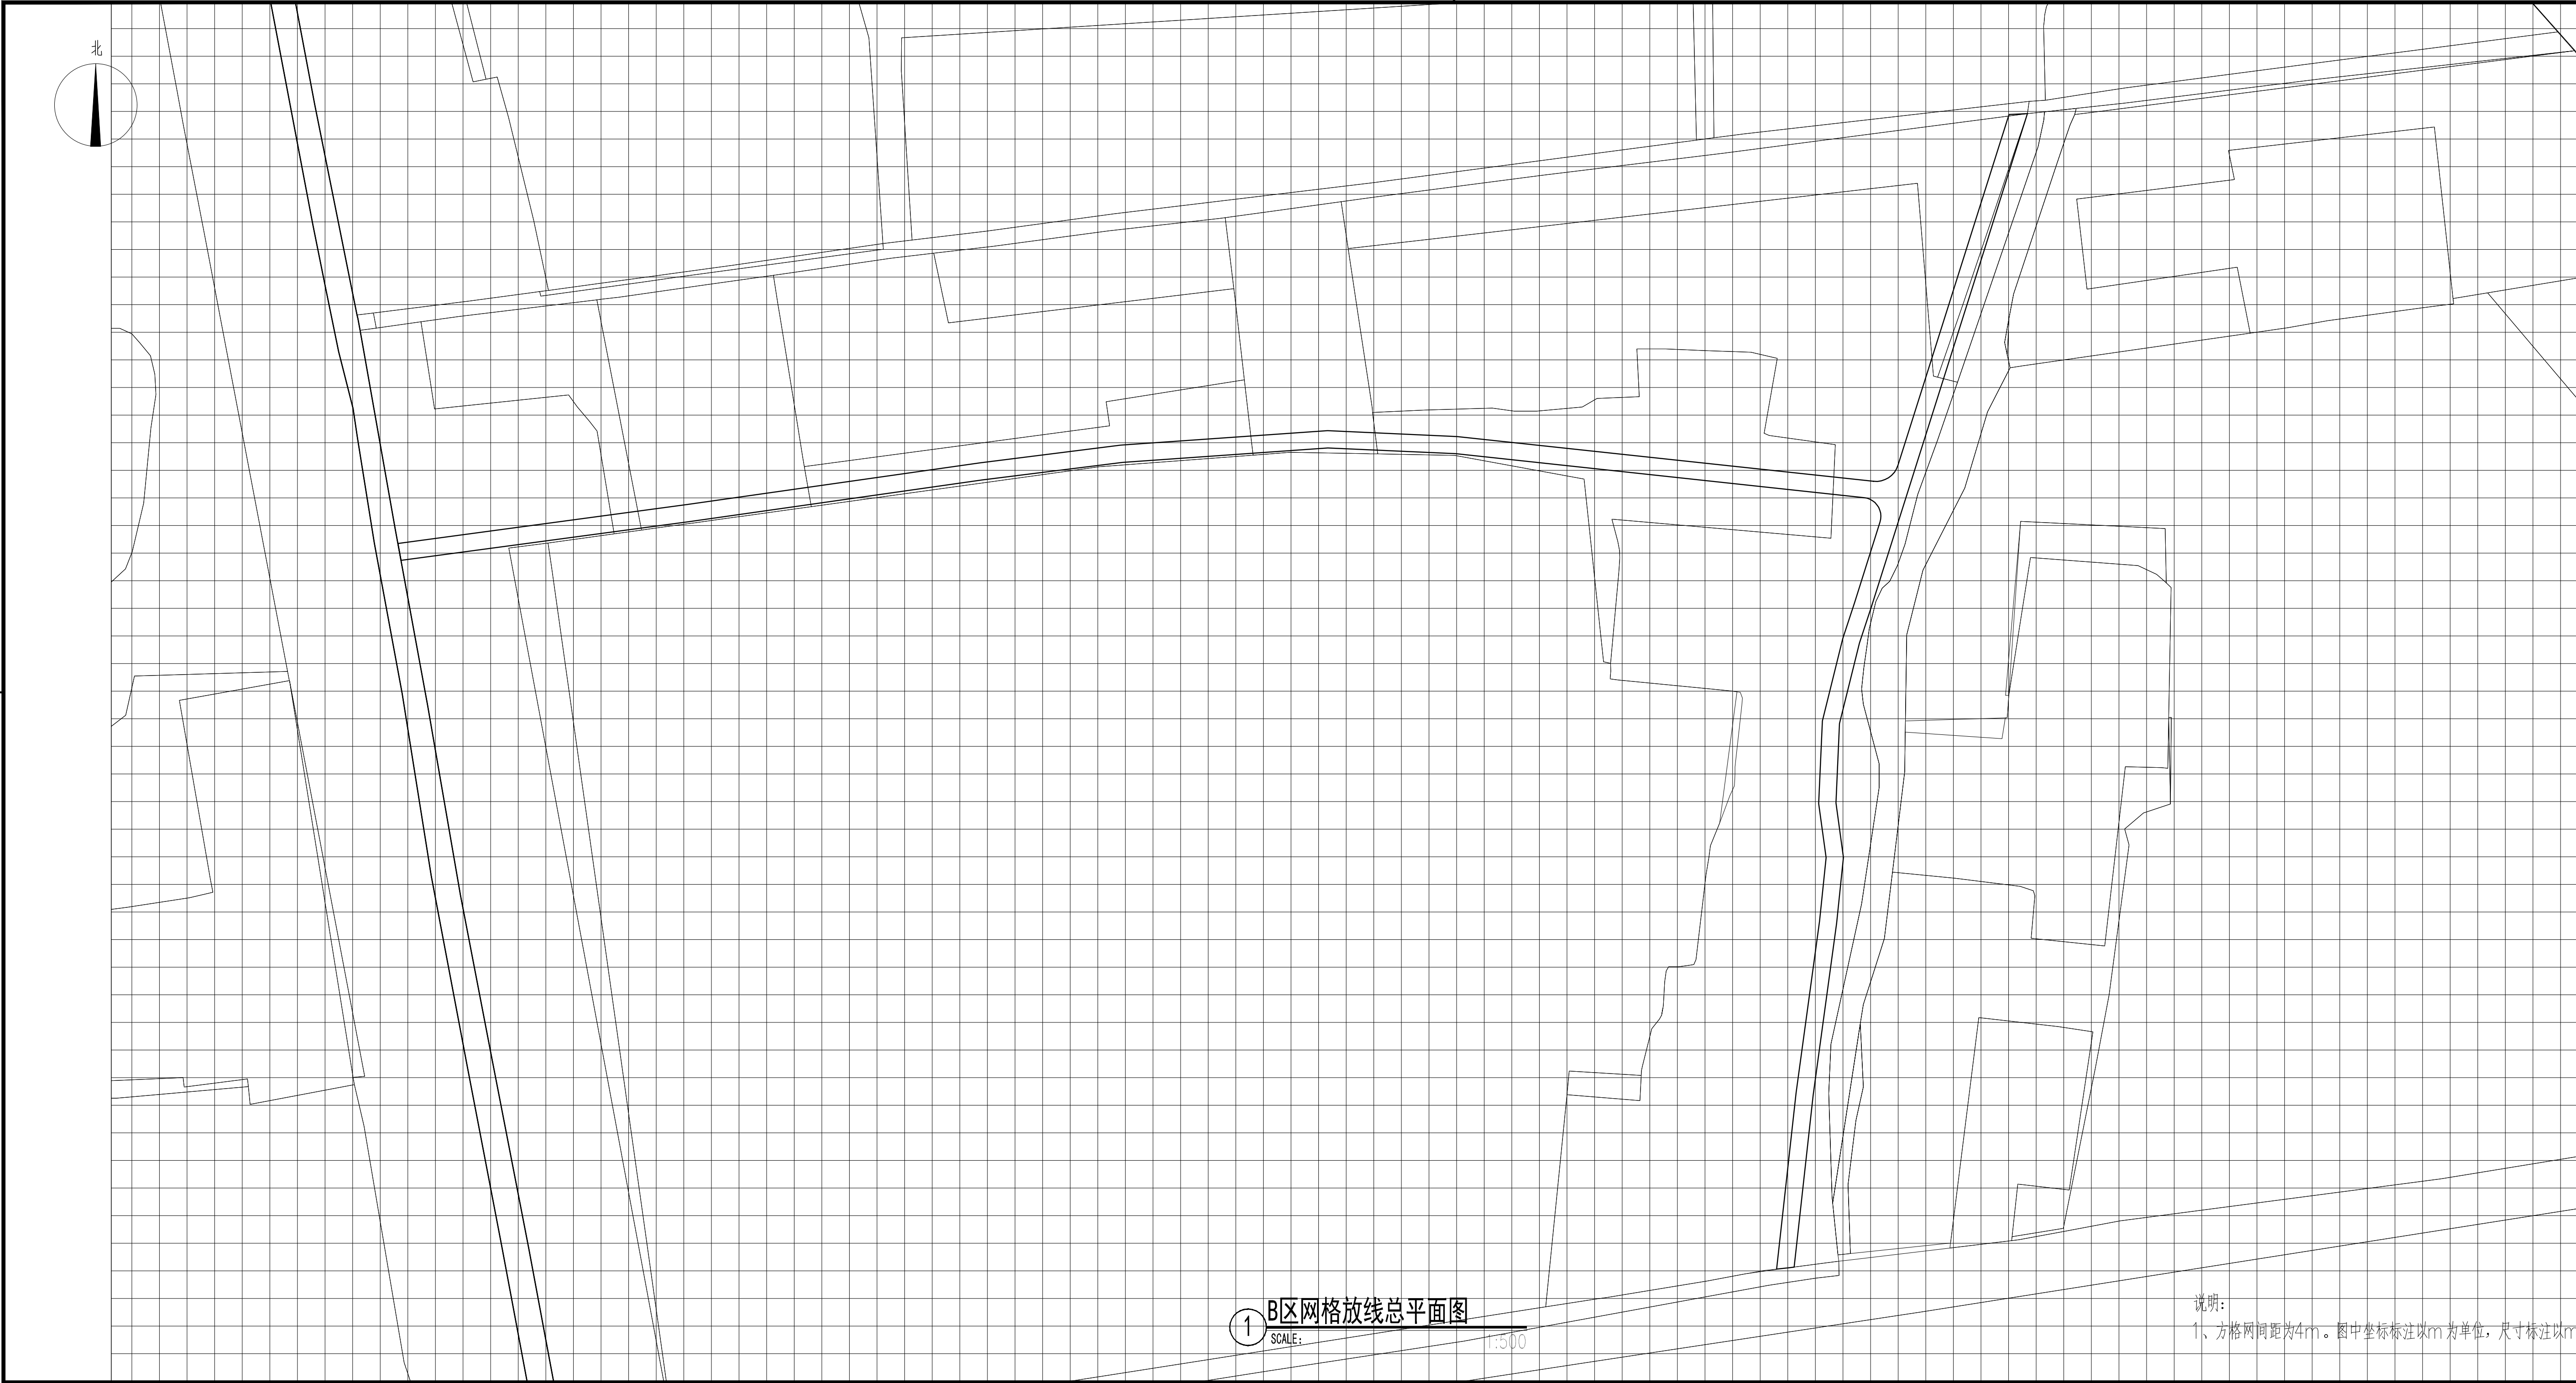 北
1
B区网格放线总平面图
SCALE:
1:500
说明:
1、方格网间距为4m。图中坐标标注以m为单位，尺寸标注以m